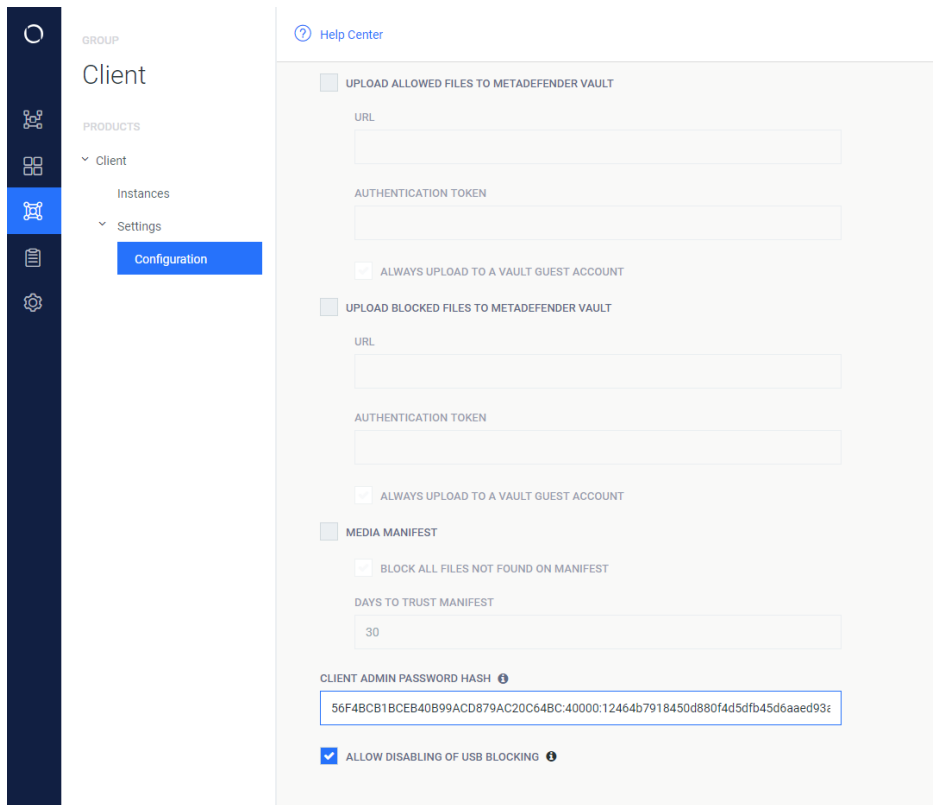 GROUP
Client
PRODUCTS
Client
Instances
Settings
Configuration
Help Center
UPLOAD ALLOWED FILES TO METADEFENDER VAULT
URL
AUTHENTICATION TOKEN
ALWAYS UPLOAD TO A VAULT GUEST ACCOUNT
UPLOAD BLOCKED FILES TO METADEFENDER VAULT
URL
AUTHENTICATION TOKEN
ALWAYS UPLOAD TO A VAULT GUEST ACCOUNT
MEDIA MANIFEST
BLOCK ALL FILES NOT FOUND ON MANIFEST
DAYS TO TRUST MANIFEST
30
CLIENT ADMIN PASSWORD HASH
56F4BCB1BCEB40B99ACD879AC20C64BC:40000:12464b7918450d880f4d5dfb45d6aaed93a
ALLOW DISABLING OF USB BLOCKING